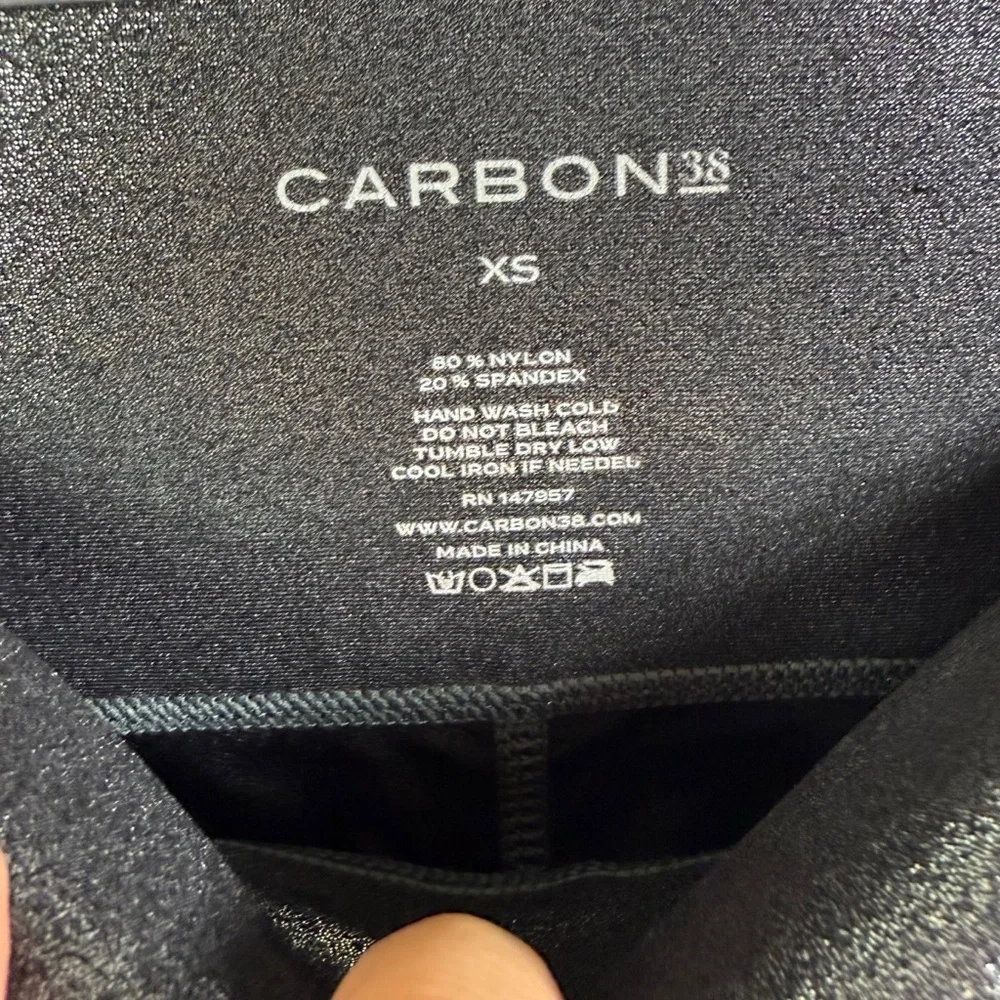 CARBON38
XS
80 % NYLON
20 % SPANDEX
HAND WASH COLD
DO NOT BLEACH
TUMBLE DRY LOW
COOL IRON IF NEEDED
RN 147957
WWW.CARBON38.COM
MADE IN CHINA